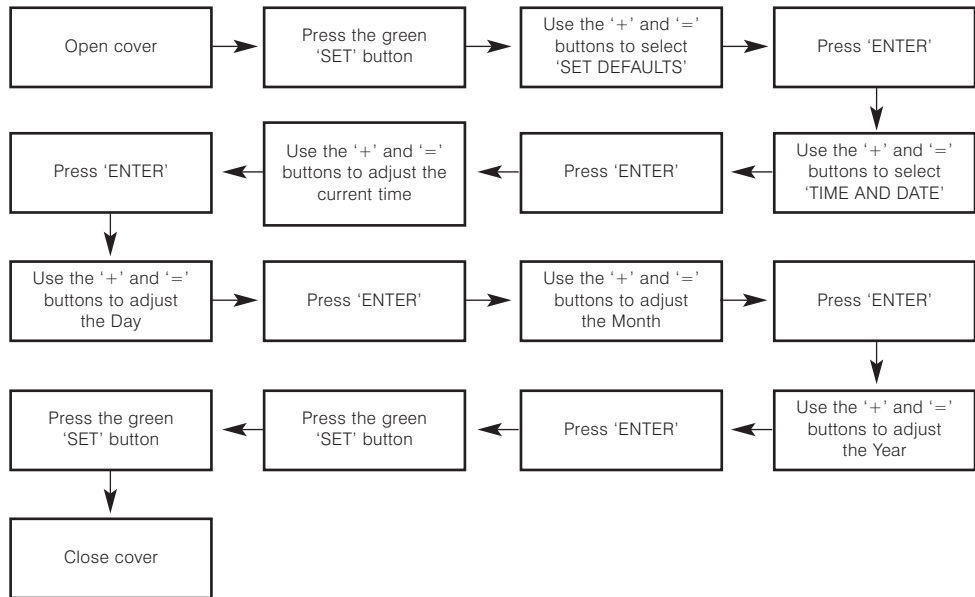 Open cover
Press the green
‘SET’ button
Use the ‘+’ and ‘=’
buttons to select
‘SET DEFAULTS’
Press ‘ENTER’
Use the ‘+’ and ‘=’
buttons to select
‘TIME AND DATE’
Press ‘ENTER’
Use the ‘+’ and ‘=’
buttons to adjust the
current time
Press ‘ENTER’
Use the ‘+’ and ‘=’
buttons to adjust
the Day
Press ‘ENTER’
Use the ‘+’ and ‘=’
buttons to adjust
the Month
Press ‘ENTER’
Use the ‘+’ and ‘=’
buttons to adjust
the Year
Press ‘ENTER’
Press the green
‘SET’ button
Press the green
‘SET’ button
Close cover